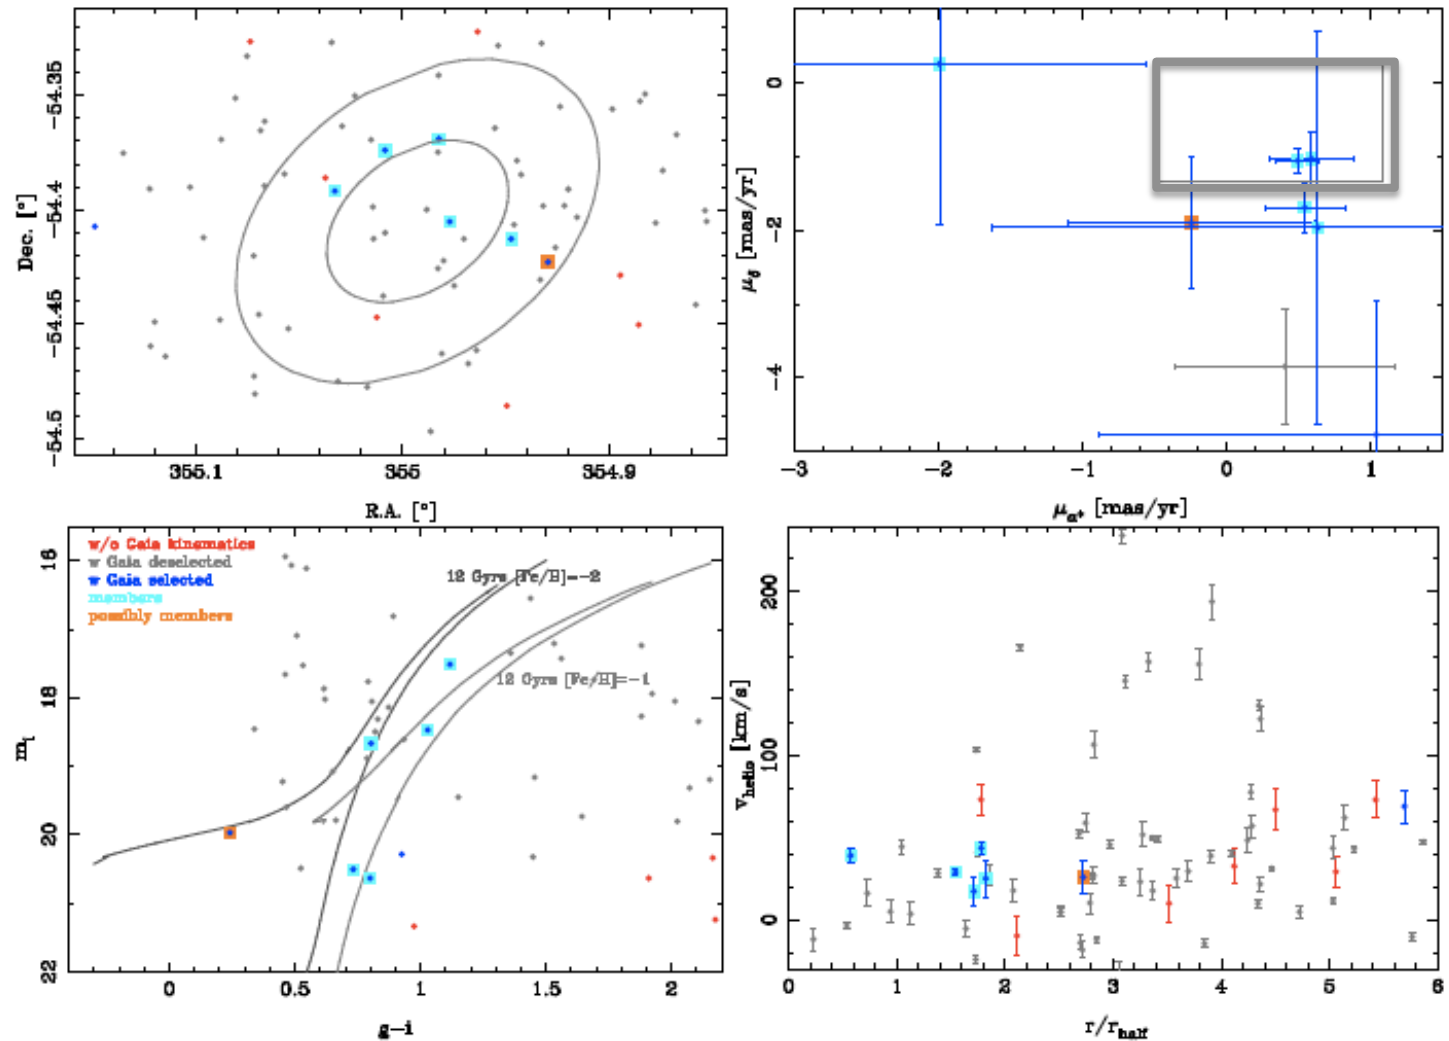 −54.35
−54.4
−54.45
−54.5
Dec. [°]
355.1
355
354.9
R.A. [°]
0
−2
−4
μδ [mas/yr]
−3
−2
−1
0
1
μα* [mas/yr]
w/o Gaia kinematics
w Gaia deselected
w Gaia selected
members
possibly members
12 Gyrs [Fe/H]=−2
12 Gyrs [Fe/H]=−1
16
18
20
22
mi
0
0.5
1
1.5
2
g−i
200
100
0
vhelio [km/s]
0
1
2
3
4
5
6
r/rhalf